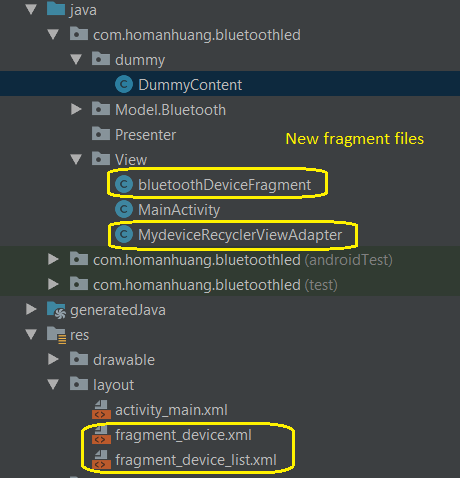 java
com.homanhuang.bluetoothled
dummy
DummyContent
Model.Bluetooth
Presenter
New fragment files
View
bluetoothDeviceFragment
MainActivity
MydeviceRecyclerViewAdapter
com.homanhuang.bluetoothled (androidTest)
com.homanhuang.bluetoothled (test)
generatedJava
res
drawable
layout
activity_main.xml
fragment_device.xml
fragment_device_list.xml